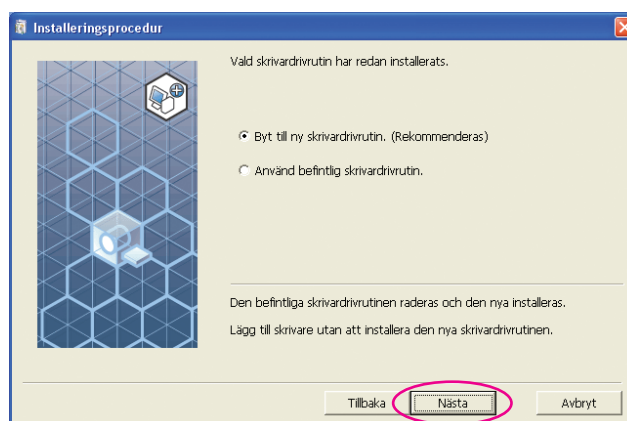 Installeringsprocedur
Vald skrivardrivrutin har redan installerats.
Byt till ny skrivardrivrutin. (Rekommenderas)
Använd befintlig skrivardrivrutin.
Den befintliga skrivardrivrutinen raderas och den nya installeras.
Lägg till skrivare utan att installera den nya skrivardrivrutinen.
Tillbaka Nästa Avbryt